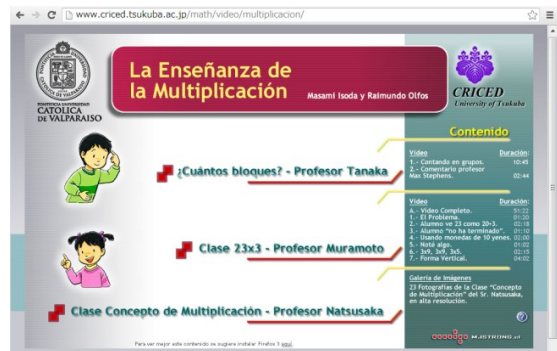 www.criced.tsukuba.ac.jp/math/video/multiplicacion/
La Enseñanza de
la Multiplicación
Masami Isoda y Raimundo Olfos
PONTIFICIA UNIVERSIDAD
CATOLICA
DE VALPARAISO
CRICED
University of Tsukuba
Contenido
Video Duración:
1.- Contando en grupos. 10:45
2.- Comentario profesor
Max Stephens. 02:44
¿Cuántos bloques? - Profesor Tanaka
Video Duración:
A.- Video Completo. 51:22
1.- El Problema. 01:20
2.- Alumno ve 23 como 20+3. 02:18
3.- Alumno "no ha terminado". 01:10
4.- Usando monedas de 10 yenes. 02:00
5.- Noté algo. 01:02
6.- 3x9, 3x9, 3x5. 02:15
7.- Forma Vertical. 04:02
Clase 23x3 - Profesor Muramoto
Galería de Imágenes
23 Fotografías de la Clase "Concepto
de Multiplicación" del Sr. Natsusaka,
en alta resolución.
Clase Concepto de Multiplicación - Profesor Natsusaka
MJSTRONG
Para ver mejor este contenido se sugiere instalar Firefox